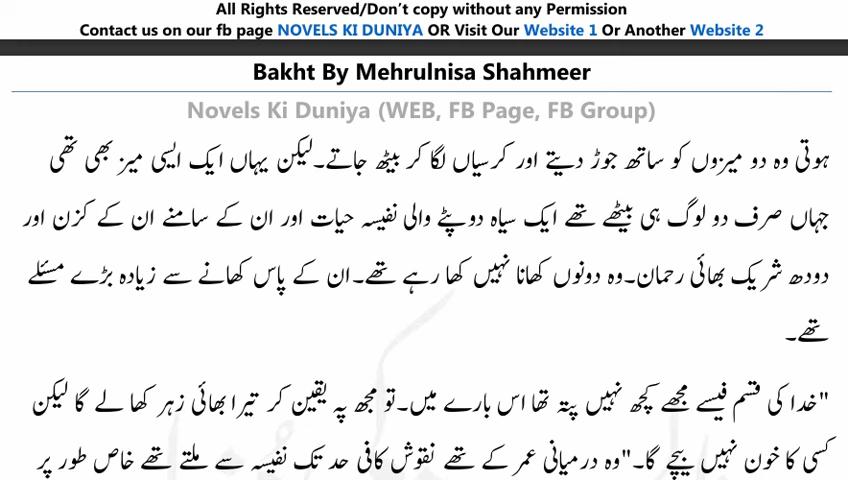 All Rights Reserved/Don’t copy without any Permission
Contact us on our fb page NOVELS KI DUNIYA OR Visit Our Website 1 Or Another Website 2
Bakht By Mehrulnisa Shahmeer
Novels Ki Duniya (WEB, FB Page, FB Group)
ہوتی وہ دو میزوں کو ساتھ جوڑ دیتے اور کرسیاں لگا کر بیٹھ جاتے۔لیکن یہاں ایک ایسی میز بھی تھی
جہاں صرف دو لوگ ہی بیٹھے تھے ایک سیاہ دوپٹے والی نفیسہ حیات اور ان کے سامنے ان کے کزن اور
دودھ شریک بھائی رحمان۔وہ دونوں کھانا نہیں کھا رہے تھے۔ان کے پاس کھانے سے زیادہ بڑے مسئلے
تھے۔
"خدا کی قسم فیسے مجھے کچھ نہیں پتہ تھا اس بارے میں۔تو مجھ پہ یقین کر تیرا بھائی زہر کھا لے گا لیکن
کسی کا خون نہیں بیچے گا۔"وہ درمیانی عمر کے تھے نقوش کافی حد تک نفیسہ سے ملتے تھے خاص طور پر